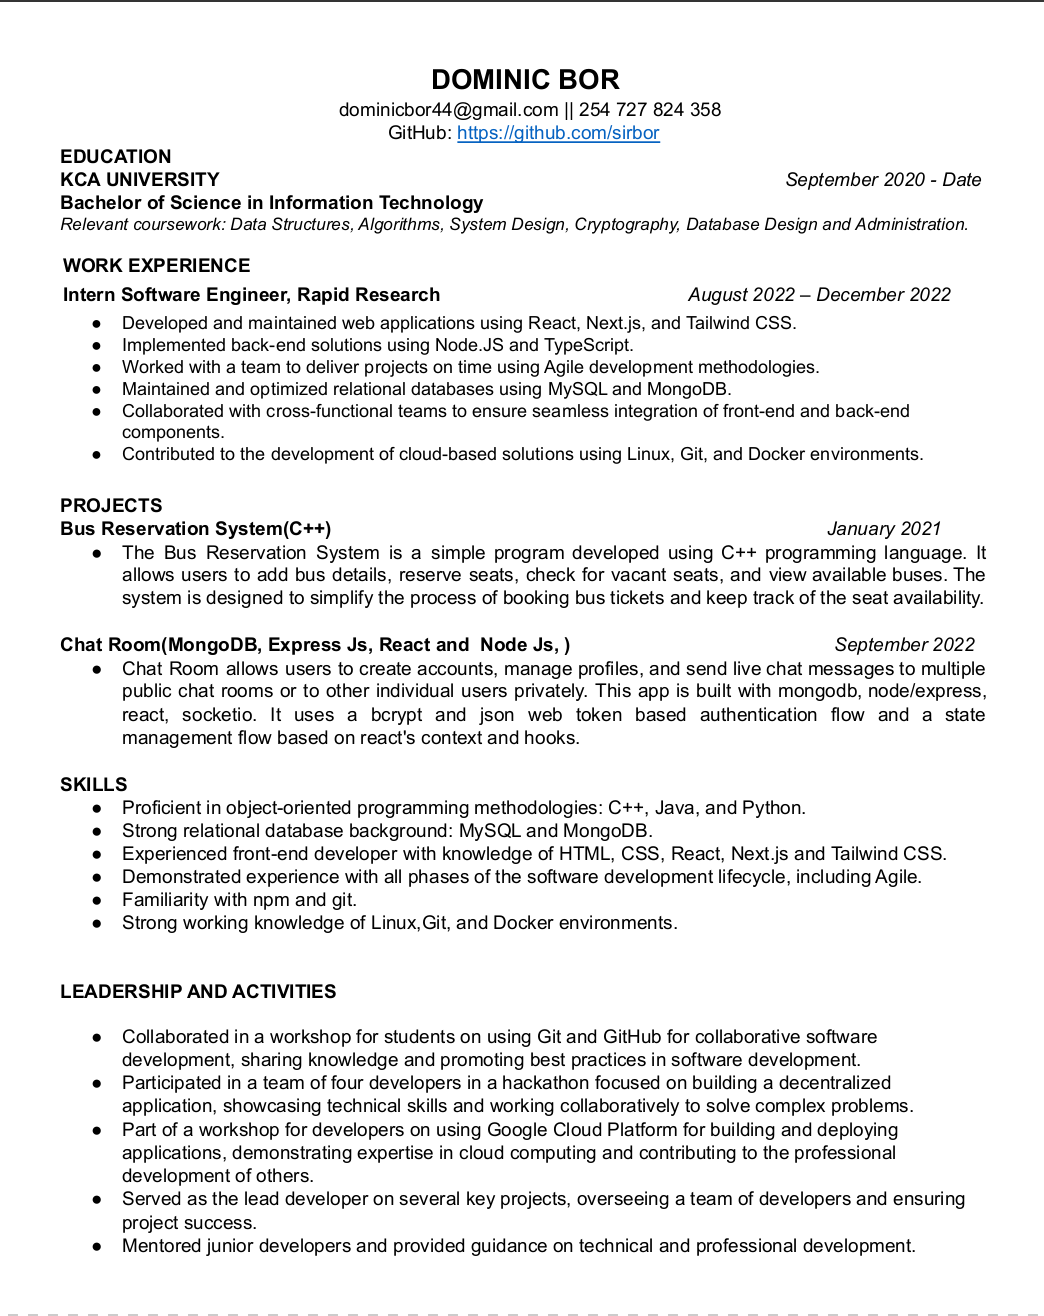 DOMINIC BOR
dominicbor44@gmail.com || 254 727 824 358
GitHub: https://github.com/sirbor
EDUCATION
KCA UNIVERSITY September 2020 - Date
Bachelor of Science in Information Technology
Relevant coursework: Data Structures, Algorithms, System Design, Cryptography, Database Design and Administration.
WORK EXPERIENCE
Intern Software Engineer, Rapid Research August 2022 – December 2022
● Developed and maintained web applications using React, Next.js, and Tailwind CSS.
● Implemented back-end solutions using Node.JS and TypeScript.
● Worked with a team to deliver projects on time using Agile development methodologies.
● Maintained and optimized relational databases using MySQL and MongoDB.
● Collaborated with cross-functional teams to ensure seamless integration of front-end and back-end
components.
● Contributed to the development of cloud-based solutions using Linux, Git, and Docker environments.
PROJECTS
Bus Reservation System(C++) January 2021
● The Bus Reservation System is a simple program developed using C++ programming language. It
allows users to add bus details, reserve seats, check for vacant seats, and view available buses. The
system is designed to simplify the process of booking bus tickets and keep track of the seat availability.
Chat Room(MongoDB, Express Js, React and  Node Js, ) September 2022
● Chat Room allows users to create accounts, manage profiles, and send live chat messages to multiple
public chat rooms or to other individual users privately. This app is built with mongodb, node/express,
react, socketio. It uses a bcrypt and json web token based authentication flow and a state
management flow based on react's context and hooks.
SKILLS
● Proficient in object-oriented programming methodologies: C++, Java, and Python.
● Strong relational database background: MySQL and MongoDB.
● Experienced front-end developer with knowledge of HTML, CSS, React, Next.js and Tailwind CSS.
● Demonstrated experience with all phases of the software development lifecycle, including Agile.
● Familiarity with npm and git.
● Strong working knowledge of Linux,Git, and Docker environments.
LEADERSHIP AND ACTIVITIES
● Collaborated in a workshop for students on using Git and GitHub for collaborative software
development, sharing knowledge and promoting best practices in software development.
● Participated in a team of four developers in a hackathon focused on building a decentralized
application, showcasing technical skills and working collaboratively to solve complex problems.
● Part of a workshop for developers on using Google Cloud Platform for building and deploying
applications, demonstrating expertise in cloud computing and contributing to the professional
development of others.
● Served as the lead developer on several key projects, overseeing a team of developers and ensuring
project success.
● Mentored junior developers and provided guidance on technical and professional development.